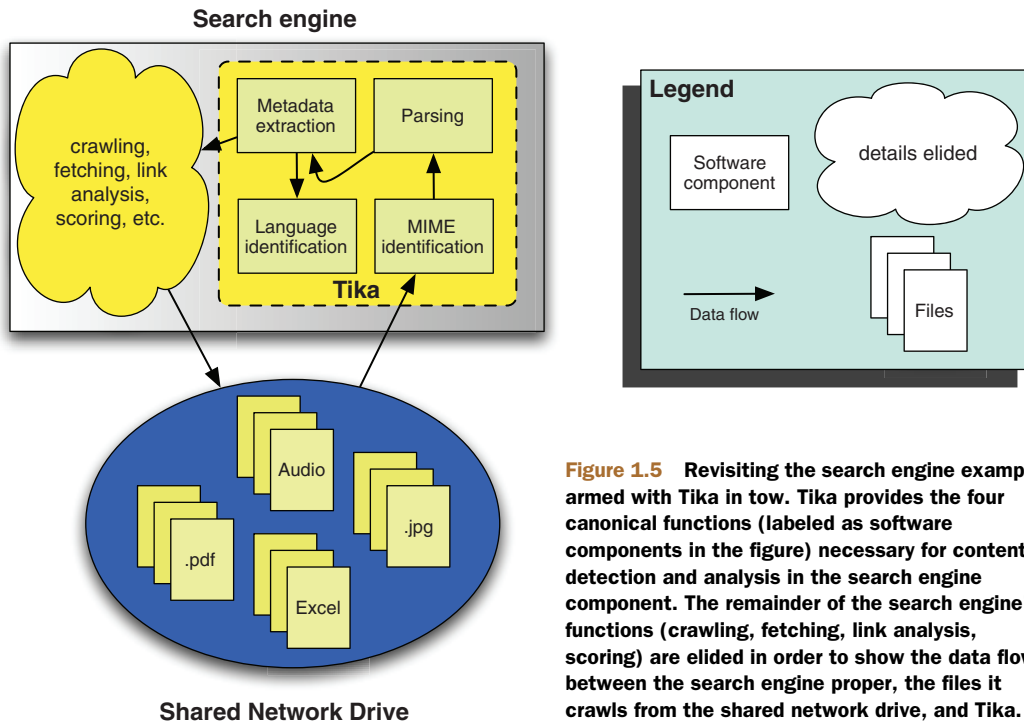 Search engine
crawling,
fetching, link
analysis,
scoring, etc.
Metadata
extraction
Parsing
Language
identification
MIME
identification
Tika
Audio
.pdf
.jpg
Excel
Shared Network Drive
Legend
Software
component
details elided
Data flow
Files
Figure 1.5 Revisiting the search engine examp
armed with Tika in tow. Tika provides the four
canonical functions (labeled as software
components in the figure) necessary for content
detection and analysis in the search engine
component. The remainder of the search engine
functions (crawling, fetching, link analysis,
scoring) are elided in order to show the data flow
between the search engine proper, the files it
crawls from the shared network drive, and Tika.